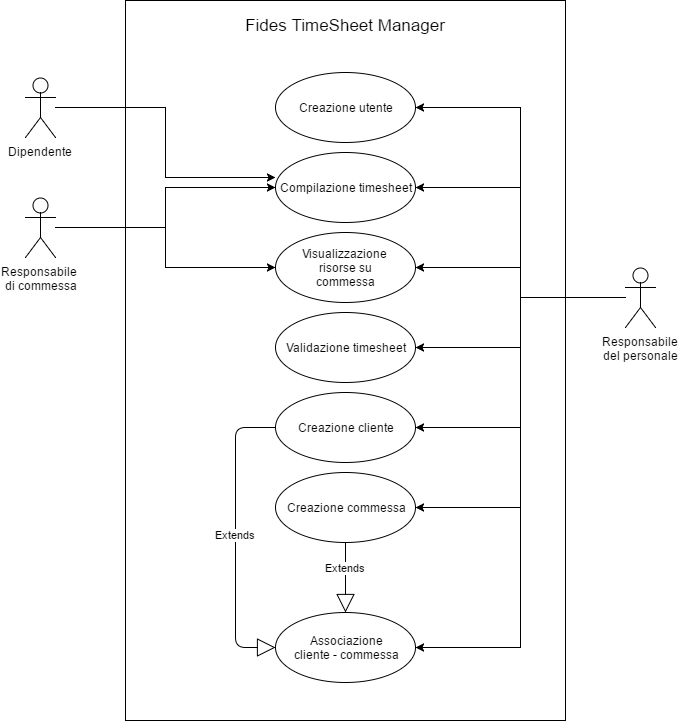 Fides TimeSheet Manager
Dipendente
Responsabile
di commessa
Creazione utente
Compilazione timesheet
Visualizzazione
risorse su
commessa
Validazione timesheet
Creazione cliente
Creazione commessa
Extends
Extends
Associazione
cliente - commessa
Responsabile
del personale